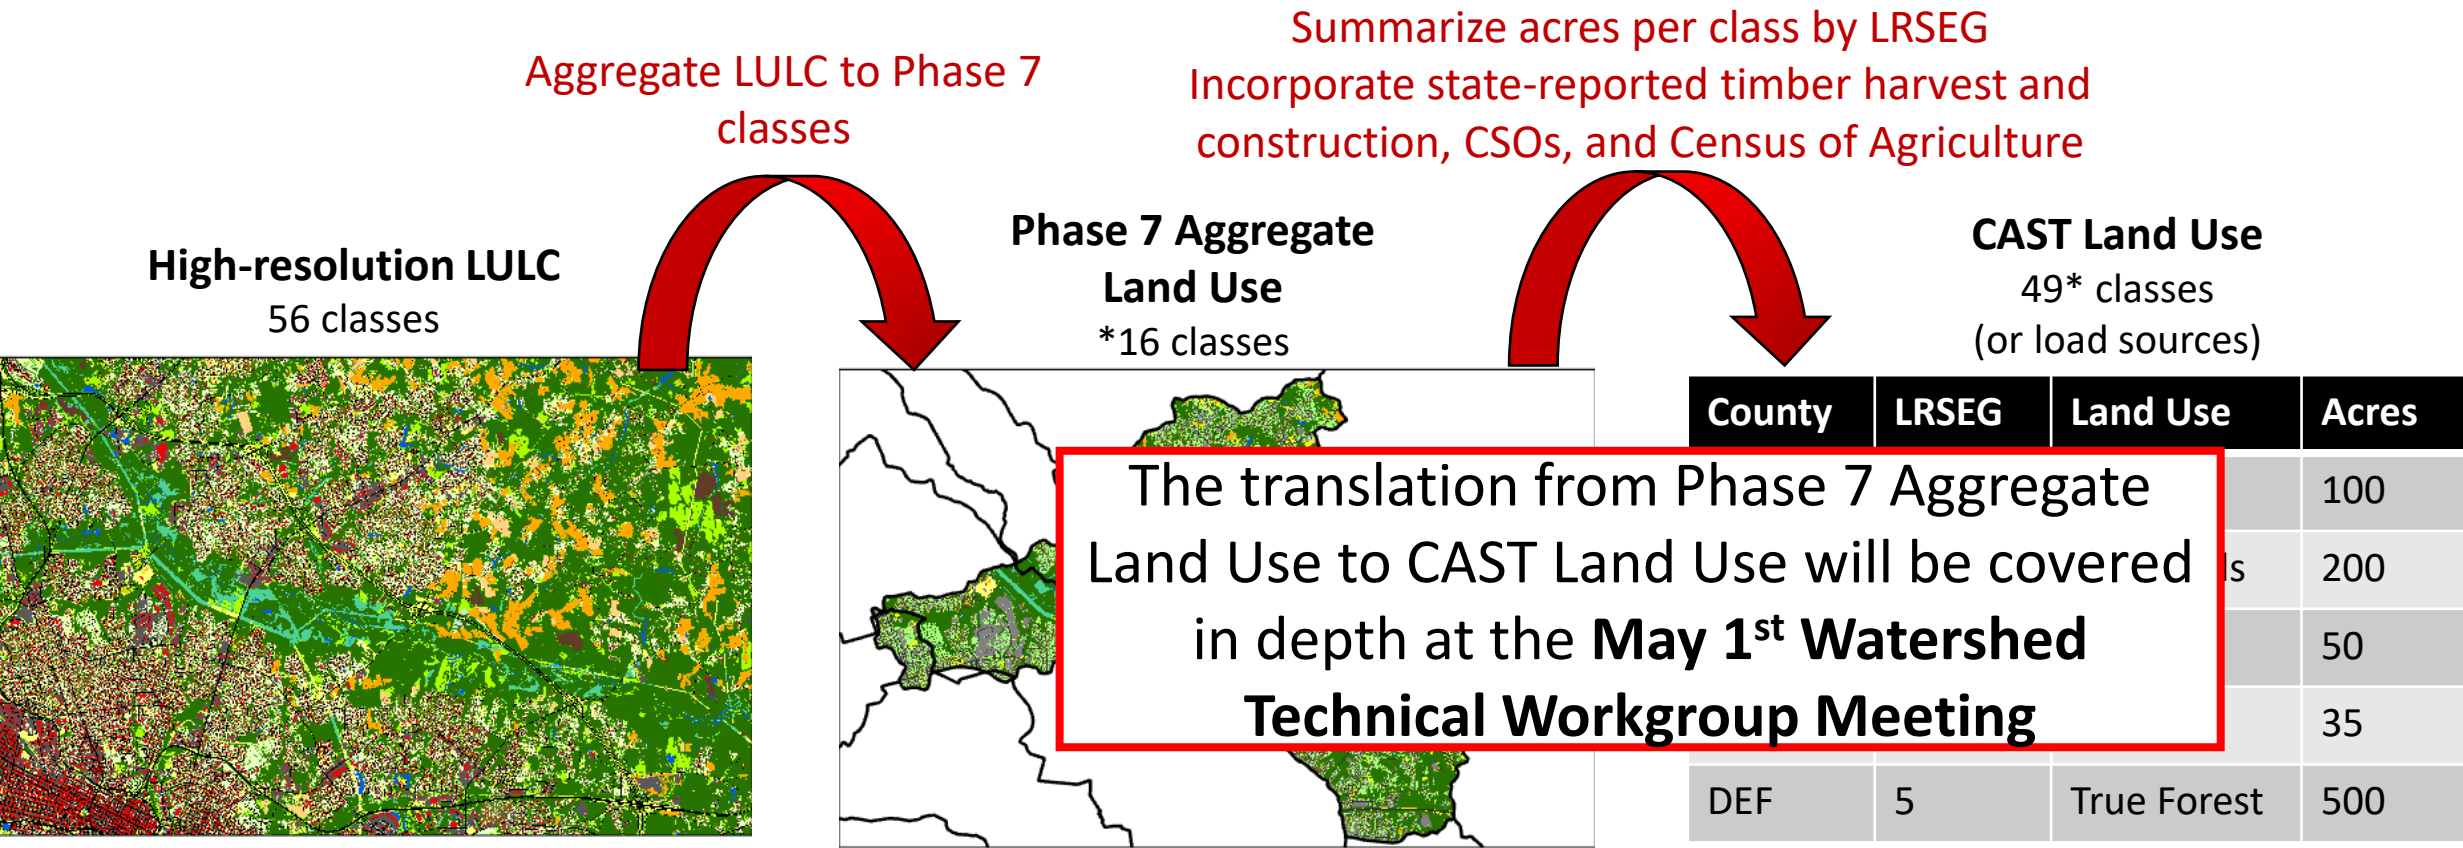 Summarize acres per class by LRSEG
Incorporate state-reported timber harvest and
construction, CSOs, and Census of Agriculture
Aggregate LULC to Phase 7
classes
High-resolution LULC
56 classes
Phase 7 Aggregate
Land Use
*16 classes
CAST Land Use
49* classes
(or load sources)
County LRSEG Land Use Acres
100
200
50
35
DEF 5 True Forest 500
The translation from Phase 7 Aggregate
Land Use to CAST Land Use will be covered
in depth at the May 1st Watershed
Technical Workgroup Meeting